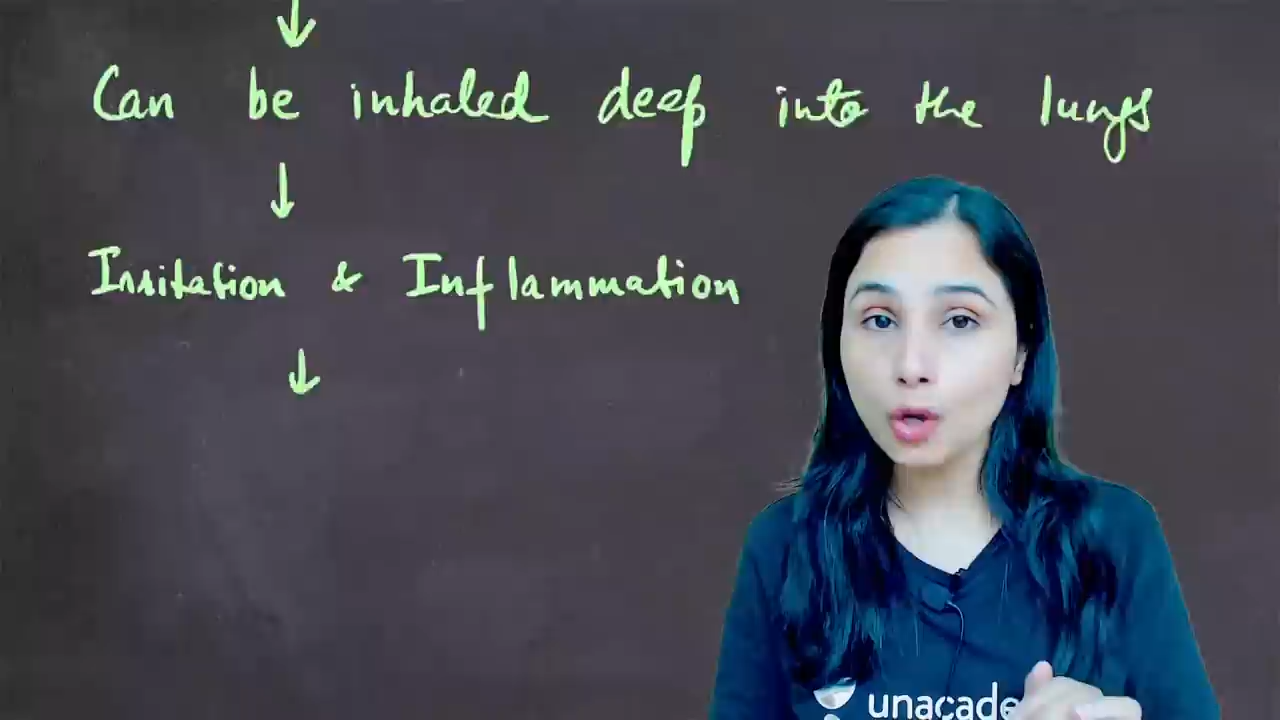 ↓
Can be inhaled deep into the lungs
↓
Irritation & Inflammation
↓
unacade